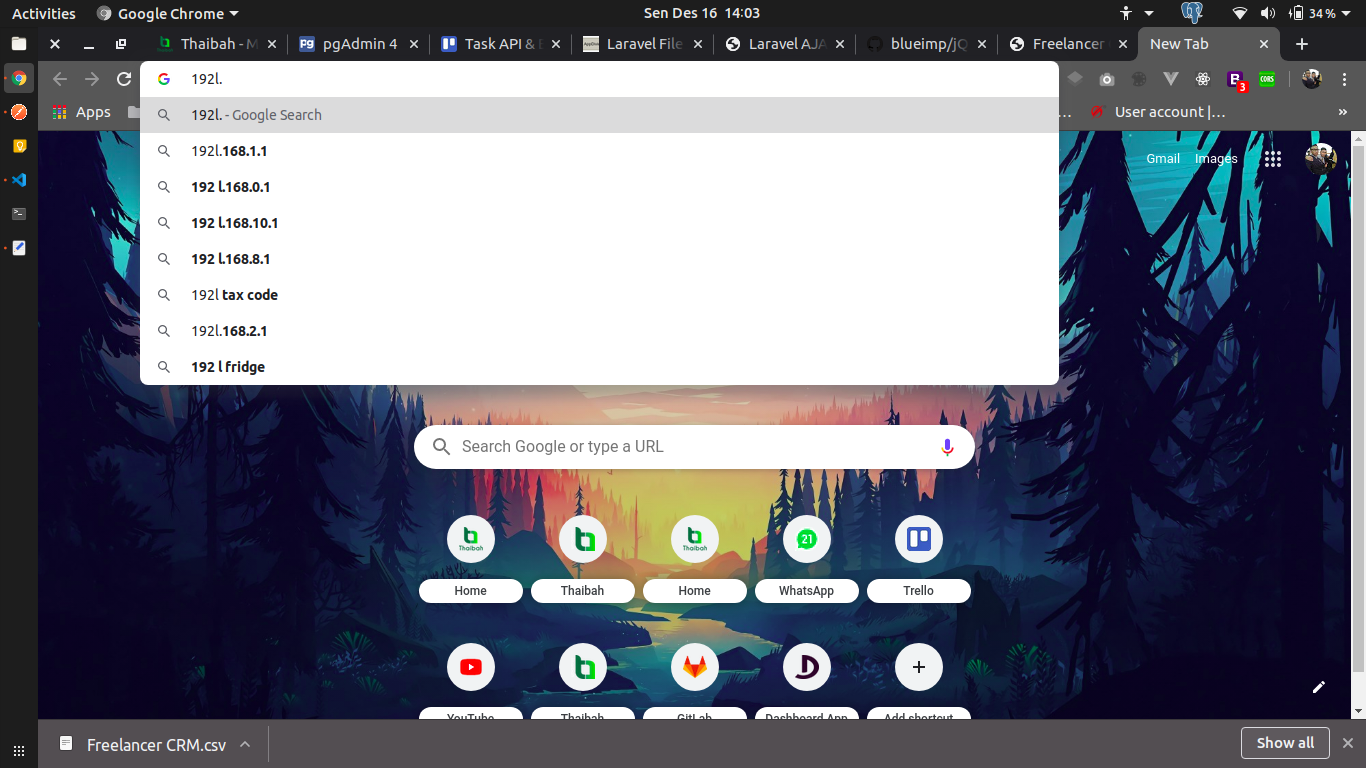 Activities Google Chrome Sen Des 16 14:03 34 %
Thaibah - M pgAdmin 4 Task API & E Laravel File Laravel AJA blueimp/jQ Freelancer New Tab
192l.
3 CORS
Apps ... User account |... »
192l. - Google Search
192l.168.1.1
192 l.168.0.1
192 l.168.10.1
192 l.168.8.1
192l tax code
192l.168.2.1
192 l fridge
Gmail Images
Search Google or type a URL
Thaibah Thaibah 21
Home Thaibah Home WhatsApp Trello
YouTube Thaibah GitLab Dashboard App Add shortcut
Freelancer CRM.csv Show all